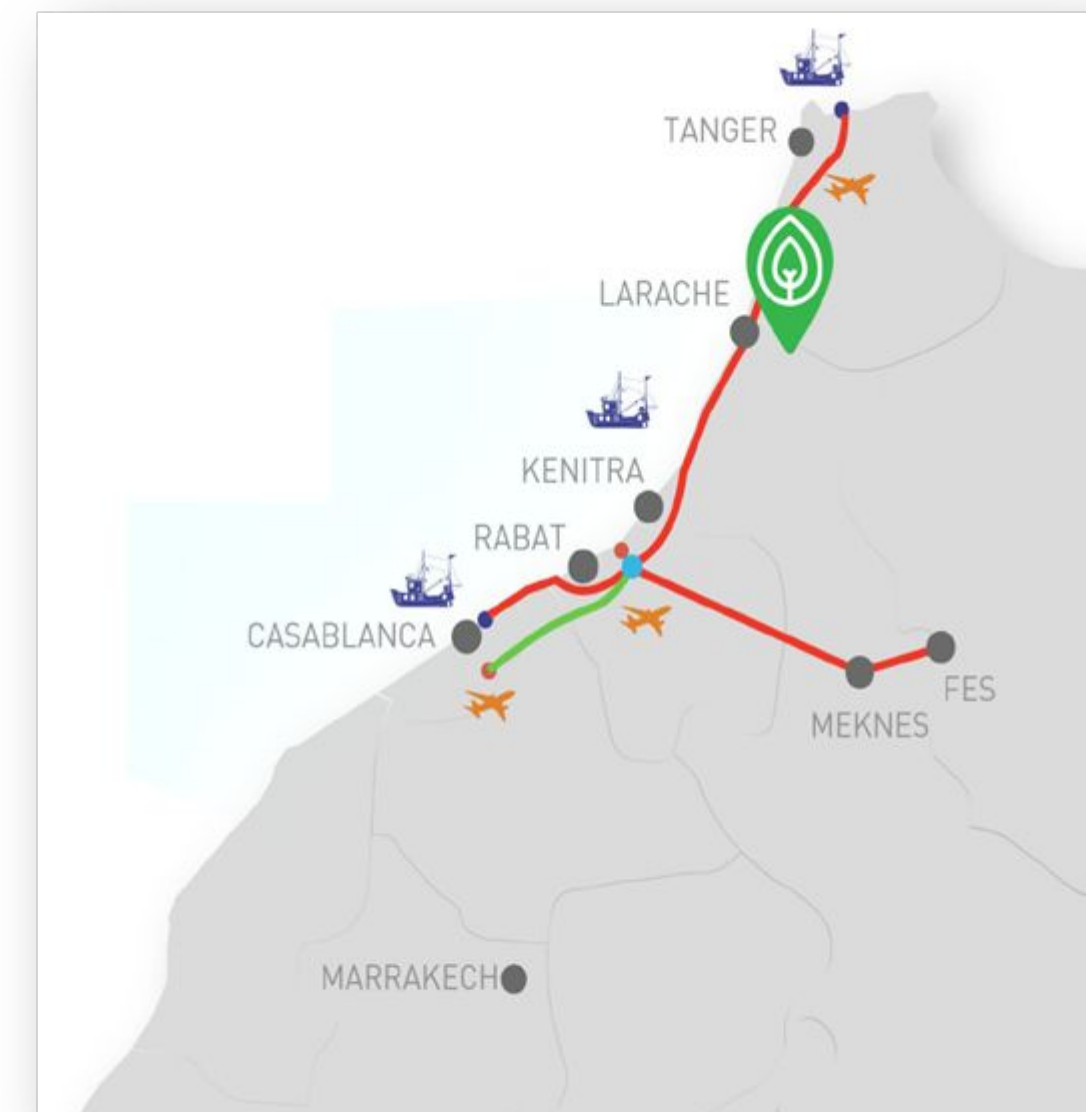 TANGER
LARACHE
KENITRA
RABAT
CASABLANCA
FES
MEKNES
MARRAKECH